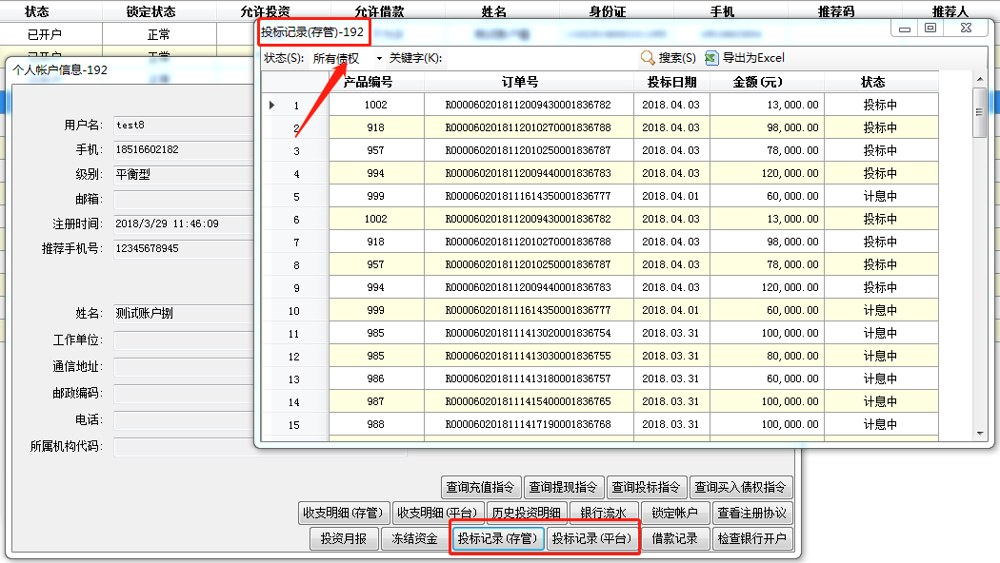 状态 锁定状态 允许投资 允许借款 姓名 身份证 手机 推荐码 推荐人
已开户 正常
已开户 正常
投标记录(存管)-192
状态(S): 所有债权 关键字(K): 搜索(S) 导出为Excel
产品编号 订单号 投标日期 金额(元) 状态
1 1002 R000060201811200943000183678​2 2018.04.03 13,000.00 投标中
2 918 R0000602018112010270001836788 2018.04.03 98,000.00 投标中
3 957 R0000602018112010250001836787 2018.04.03 78,000.00 投标中
4 994 R0000602018112009440001836783 2018.04.03 120,000.00 投标中
5 999 R0000602018111614350001836777 2018.04.01 60,000.00 计息中
6 1002 R0000602018112009430001836782 2018.04.03 13,000.00 投标中
7 918 R0000602018112010270001836788 2018.04.03 98,000.00 投标中
8 957 R0000602018112010250001836787 2018.04.03 78,000.00 投标中
9 994 R0000602018112009440001836783 2018.04.03 120,000.00 投标中
10 999 R0000602018111614350001836777 2018.04.01 60,000.00 计息中
11 985 R0000602018111413020001836754 2018.03.31 100,000.00 计息中
12 985 R0000602018111413030001836755 2018.03.31 80,000.00 计息中
13 986 R0000602018111413180001836757 2018.03.31 60,000.00 计息中
14 987 R0000602018111415400001836765 2018.03.31 100,000.00 计息中
15 988 R0000602018111417190001836768 2018.03.31 100,000.00 计息中
个人帐户信息-192
用户名: test8
手机: 18516602182
级别: 平衡型
邮箱:
注册时间: 2018/3/29 11:46:09
推荐手机号: 12345678945
姓名: 测试账户捌
工作单位:
通信地址:
邮政编码:
电话:
所属机构代码:
查询充值指令 查询提现指令 查询投标指令 查询买入债权指令
收支明细(存管) 收支明细(平台) 历史投资明细 银行流水 锁定帐户 查看注册协议
投资月报 冻结资金 投标记录(存管) 投标记录(平台) 借款记录 检查银行开户